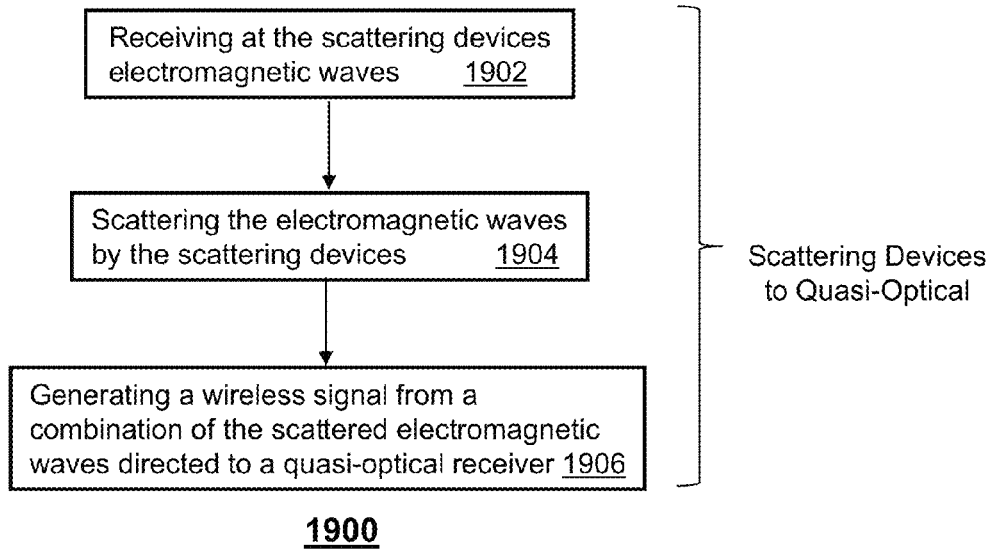 Receiving at the scattering devices
electromagnetic waves 1902
Scattering the electromagnetic waves
by the scattering devices 1904
Generating a wireless signal from a
combination of the scattered electromagnetic
waves directed to a quasi-optical receiver 1906
Scattering Devices
to Quasi-Optical
1900